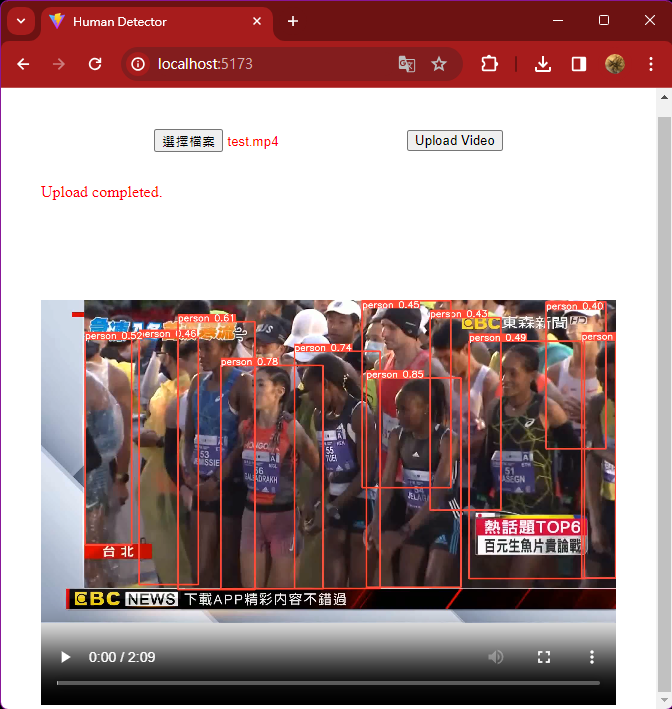 Human Detector
localhost:5173
選擇檔案 test.mp4
Upload Video
Upload completed.
person 0.45
person 0.40
person 0.43
person 0.61
EBC 東森新聞 HD
person 0.52
person 0.46
person 0.49
person
person 0.74
person 0.78
person 0.85
53
55
56
51
熱話題TOP6
百元生魚片貴論戰
台北
EBC NEWS 下載APP精彩內容不錯過
0:00 / 2:09